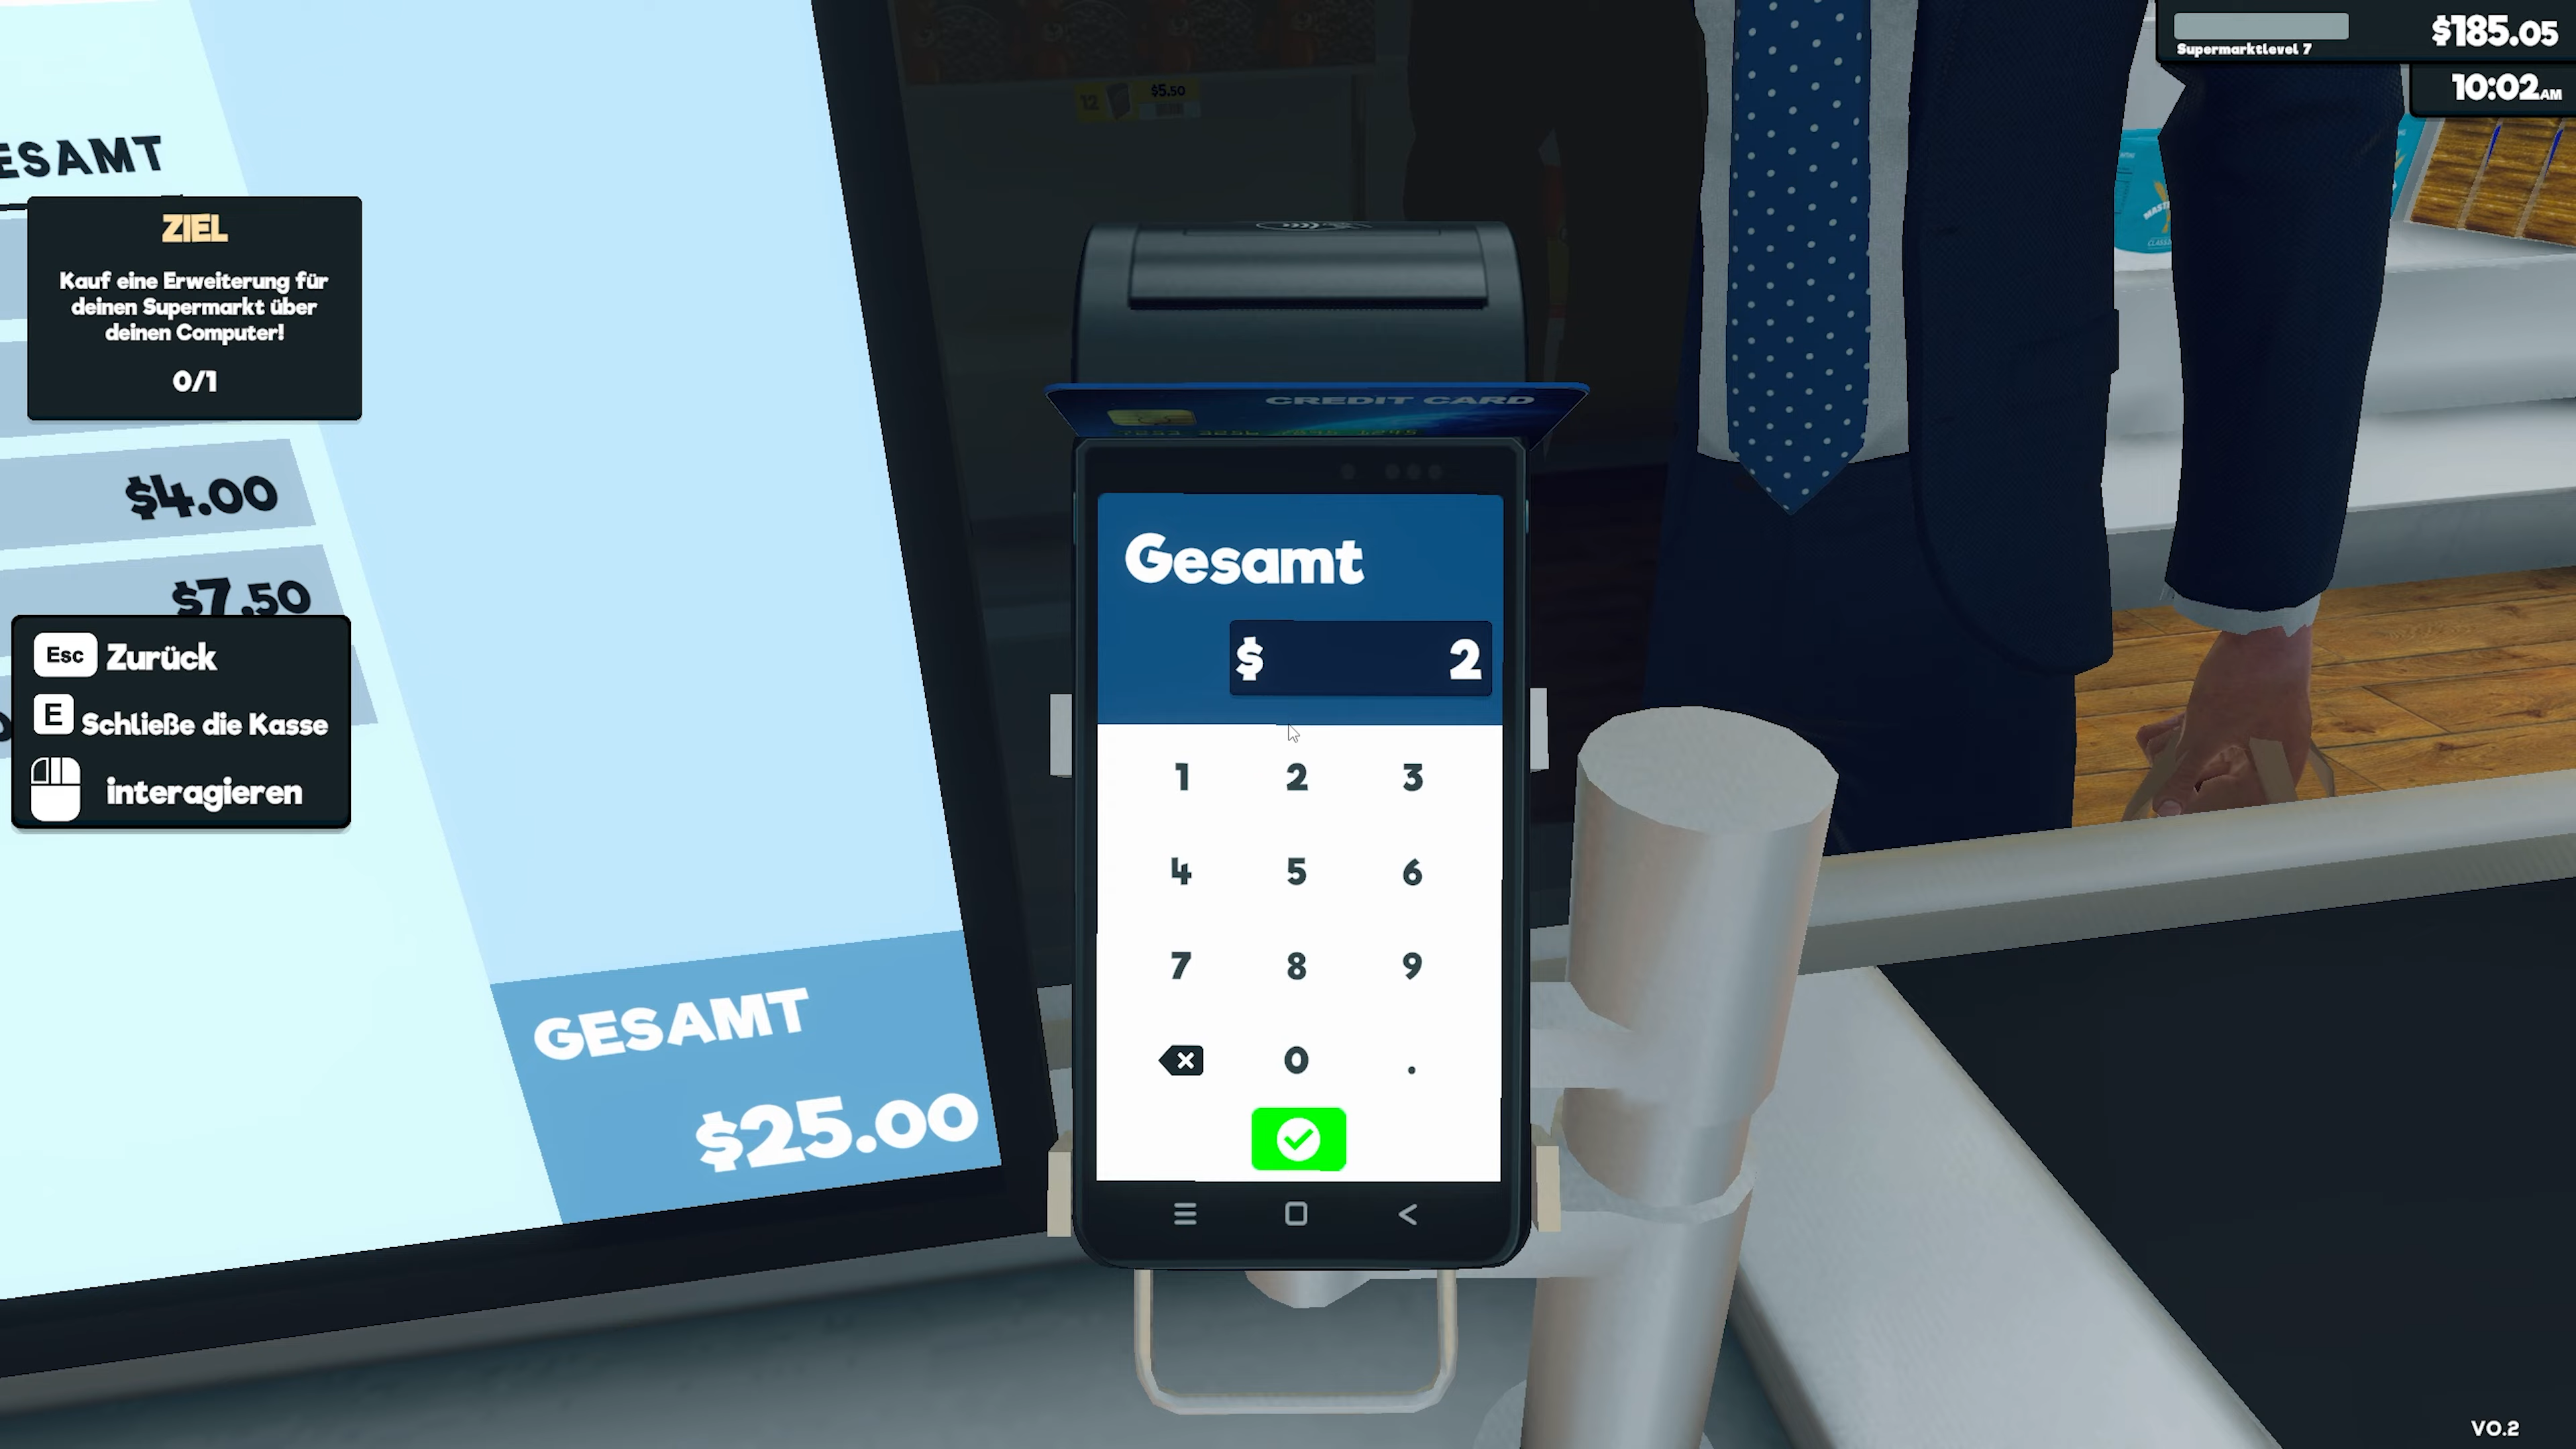 Supermarktlevel 7
$185.05
10:02AM
12
$5.50
ESAMT
ZIEL
Kauf eine Erweiterung für
deinen Supermarkt über
deinen Computer!
0/1
$4.00
$7.50
Esc Zurück
E Schließe die Kasse
interagieren
CREDIT CARD
Gesamt
$ 2
1 2 3
4 5 6
7 8 9
0 .
GESAMT
$25.00
V0.2